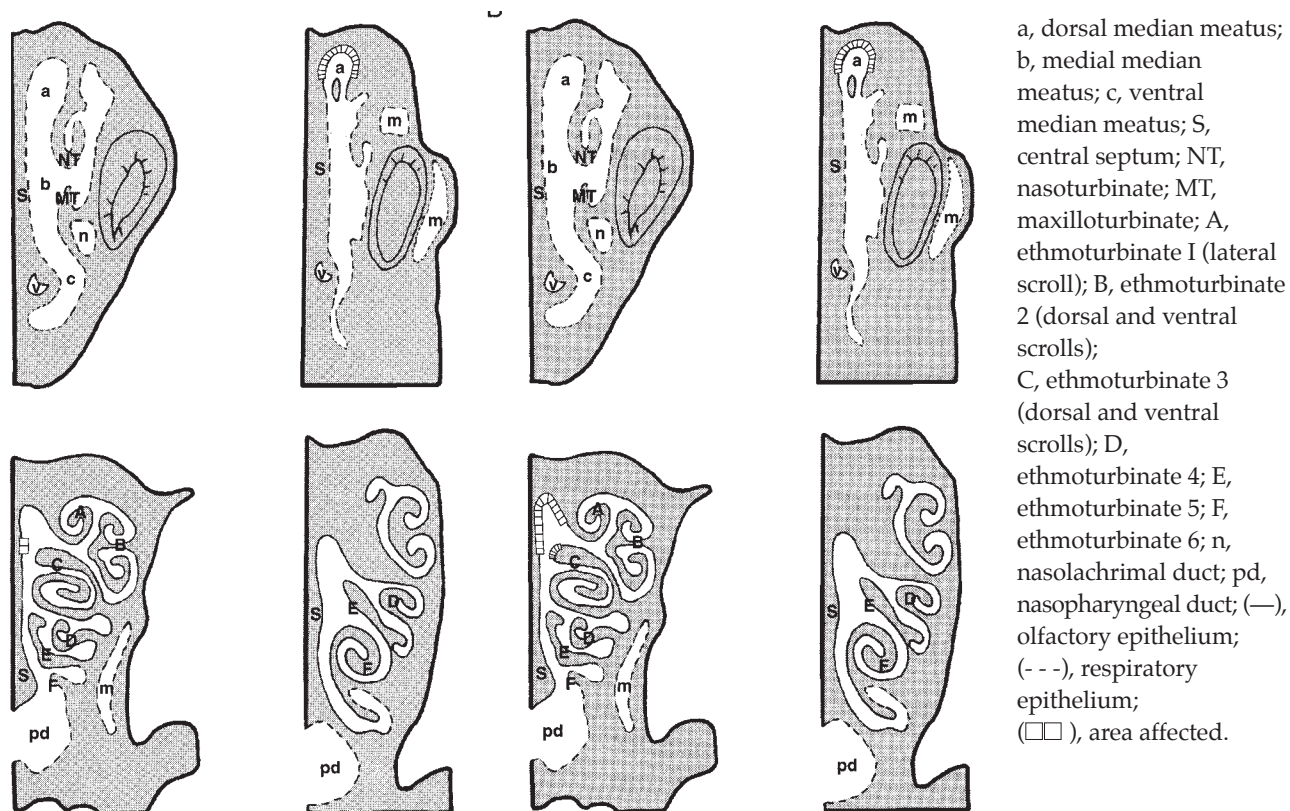 a
NT
b
S
MT
n
c
v
a
m
S
m
v
a
NT
b
S
MT
n
c
v
a
m
S
m
v
A
B
C
D
E
S
F
m
pd
E
D
S
F
pd
A
B
C
D
E
S
F
m
pd
E
D
S
F
pd
a, dorsal median meatus;
b, medial median
meatus; c, ventral
median meatus; S,
central septum; NT,
nasoturbinate; MT,
maxilloturbinate; A,
ethmoturbinate I (lateral
scroll); B, ethmoturbinate
2 (dorsal and ventral
scrolls);
C, ethmoturbinate 3
(dorsal and ventral
scrolls); D,
ethmoturbinate 4; E,
ethmoturbinate 5; F,
ethmoturbinate 6; n,
nasolachrimal duct; pd,
nasopharyngeal duct; (—),
olfactory epithelium;
(- - -), respiratory
epithelium;
(□□ ), area affected.